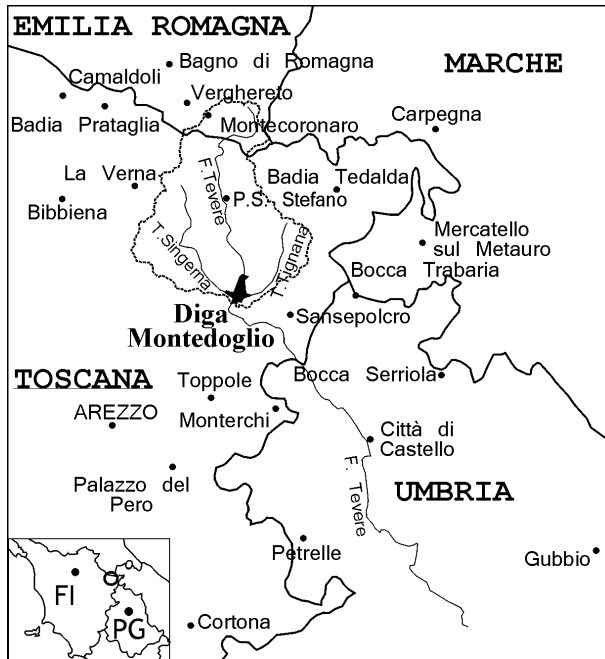 EMILIA ROMAGNA
MARCHE
Bagno di Romagna
Camaldoli
Verghereto
Badia Prataglia
Montecoronaro
Carpegna
La Verna
Badia Tedalda
F. Tevere
P.S. Stefano
Bibbiena
Mercatello
sul Metauro
T. Singerna
T. Tignana
Bocca Trabaria
Diga
Montedoglio
Sansepolcro
TOSCANA
Toppole
Bocca Serriola
AREZZO
Monterchi
Città di
Castello
F. Tevere
Palazzo del
Pero
UMBRIA
Petrelle
Gubbio
FI
PG
Cortona